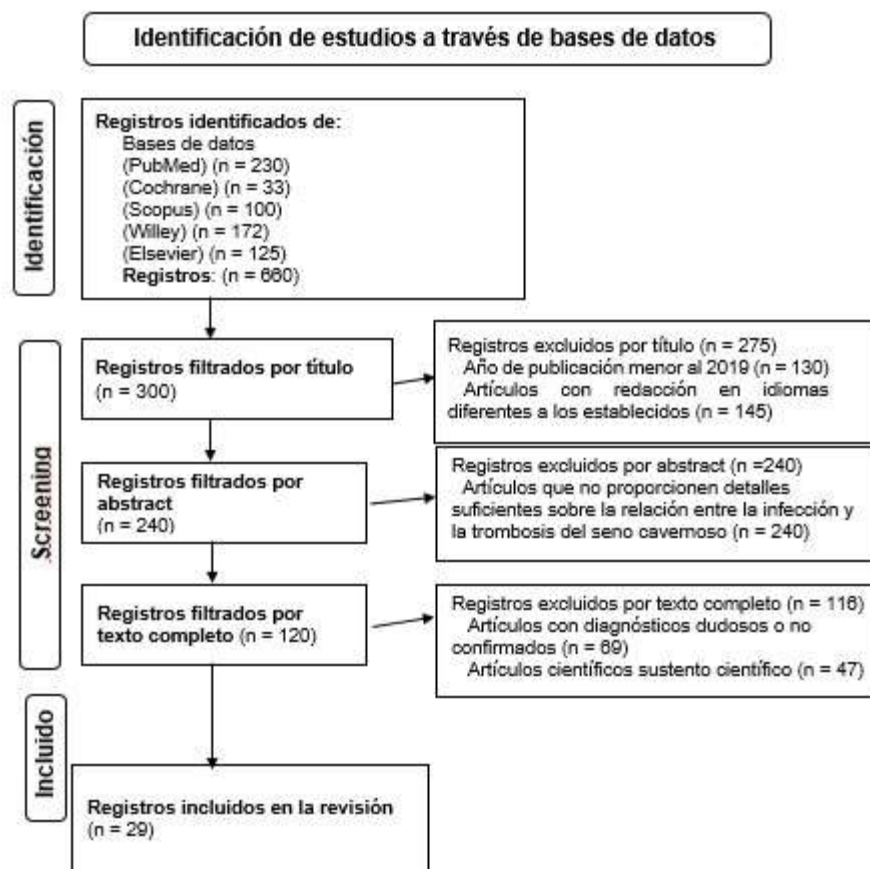 Identificación de estudios a través de bases de datos
Identificación
Registros identificados de:
Bases de datos
(PubMed) (n = 230)
(Cochrane) (n = 33)
(Scopus) (n = 100)
(Willey) (n = 172)
(Elsevier) (n = 125)
Registros: (n = 660)
Screening
Registros filtrados por título
(n = 300)
Registros excluidos por título (n = 275)
Año de publicación menor al 2019 (n = 130)
Artículos con redacción en idiomas
diferentes a los establecidos (n = 145)
Registros filtrados por
abstract
(n = 240)
Registros excluidos por abstract (n =240)
Artículos que no proporcionen detalles
suficientes sobre la relación entre la infección y
la trombosis del seno cavernoso (n = 240)
Registros filtrados por
texto completo (n = 120)
Registros excluidos por texto completo (n = 116)
Artículos con diagnósticos dudosos o no
confirmados (n = 69)
Artículos científicos sustento científico (n = 47)
Incluido
Registros incluidos en la revisión
(n = 29)